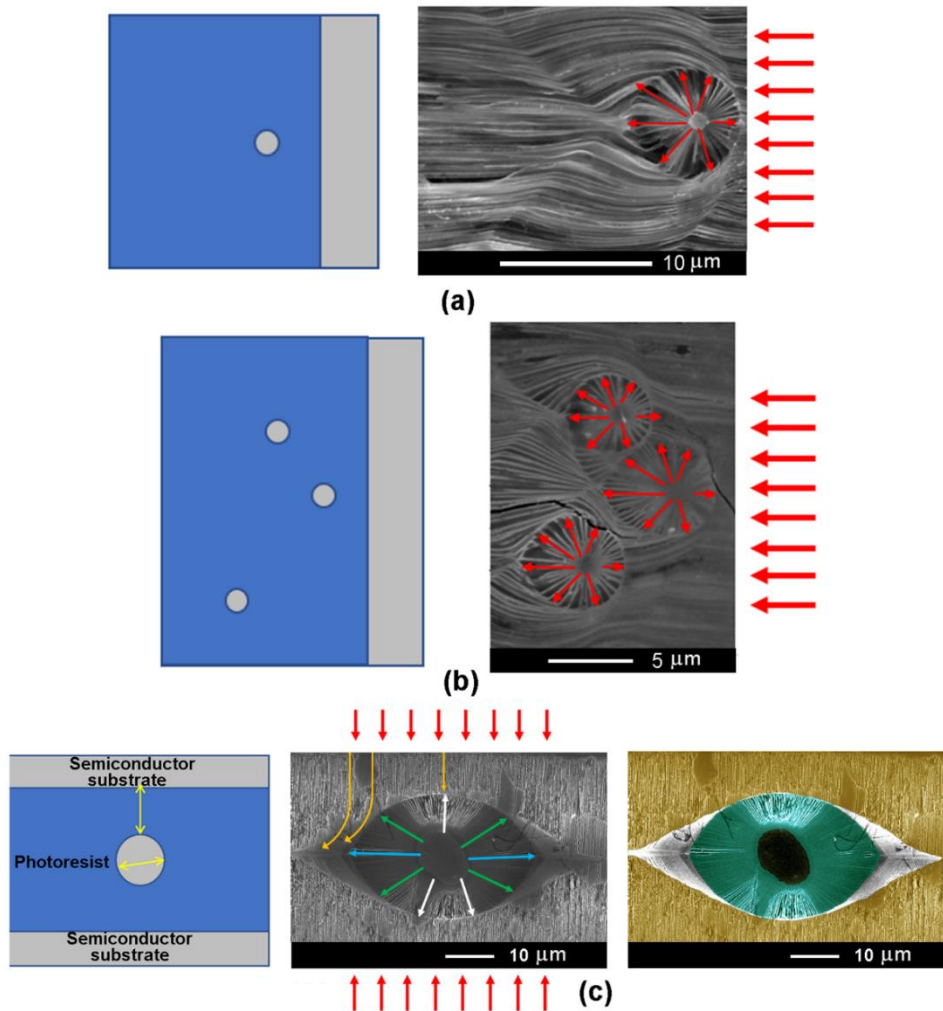 10 μm
(a)
5 μm
(b)
Semiconductor
substrate
Photoresist
Semiconductor
substrate
10 μm
10 μm
(c)